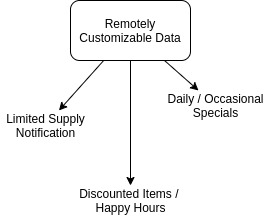 Remotely
Customizable Data
Daily / Occasional
Specials
Limited Supply
Notification
Discounted Items /
Happy Hours